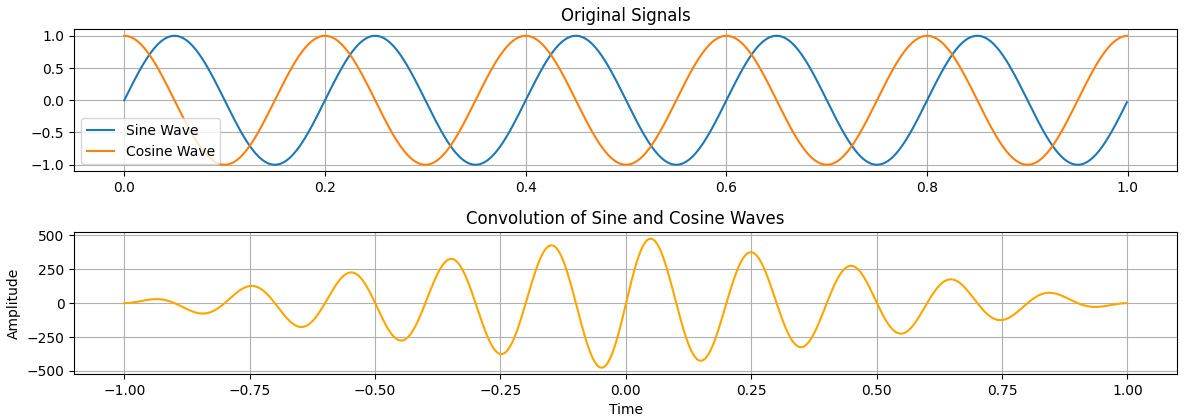 Original Signals
1.0
0.5
0.0
−0.5
−1.0
Sine Wave
Cosine Wave
0.0 0.2 0.4 0.6 0.8 1.0
Convolution of Sine and Cosine Waves
Amplitude
500
250
0
−250
−500
−1.00 −0.75 −0.50 −0.25 0.00 0.25 0.50 0.75 1.00
Time